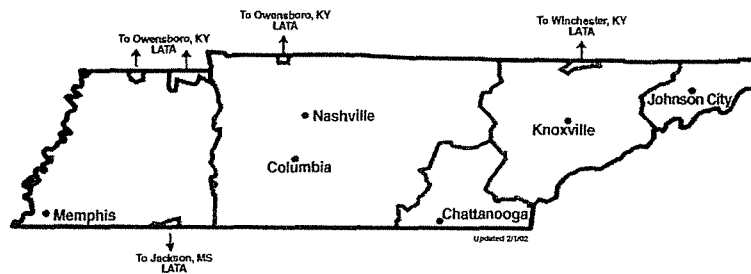 To Owensboro, KY
LATA
To Owensboro, KY
LATA
To Winchester, KY
LATA
Nashville
Johnson City
Knoxville
Columbia
Memphis
Chattanooga
Updated 2/1/02
To Jackson, MS
LATA